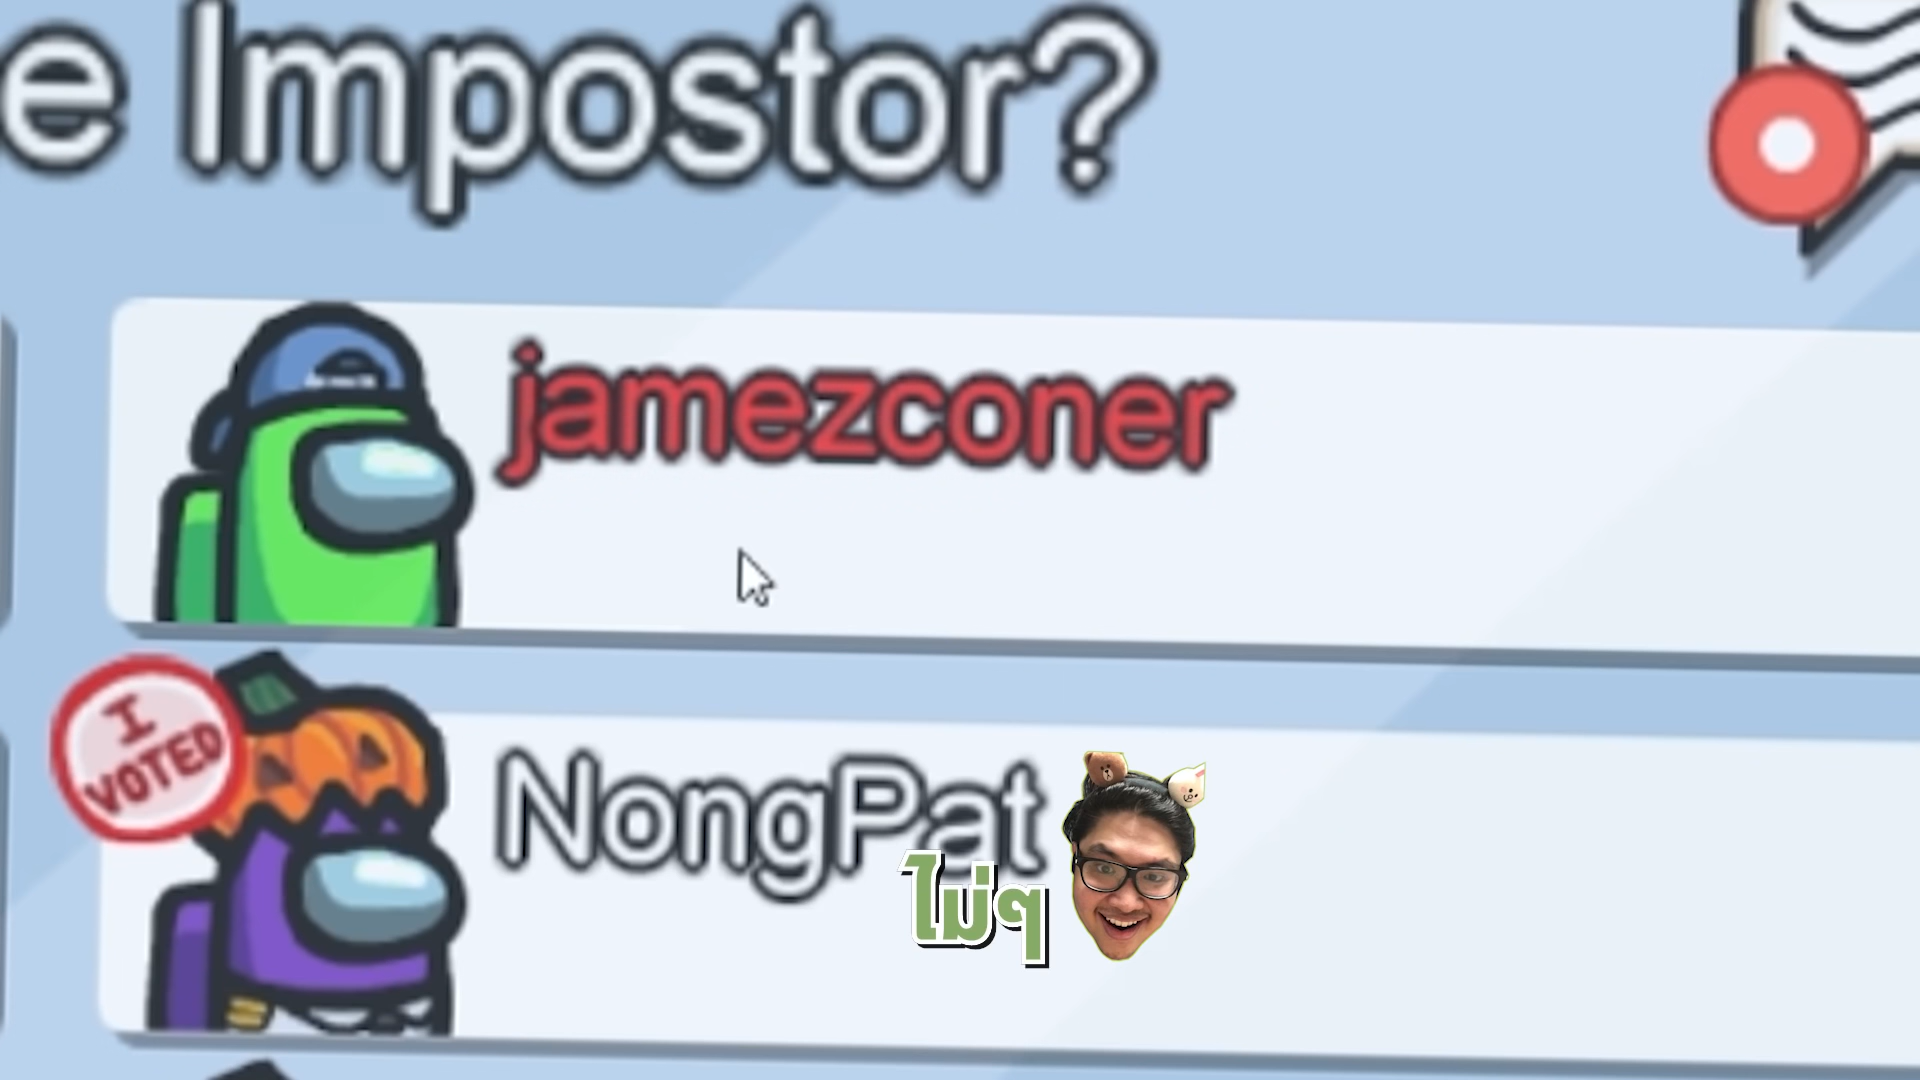 e Impostor?
jamezconer
I
VOTED
NongPat
ไม่ๆ